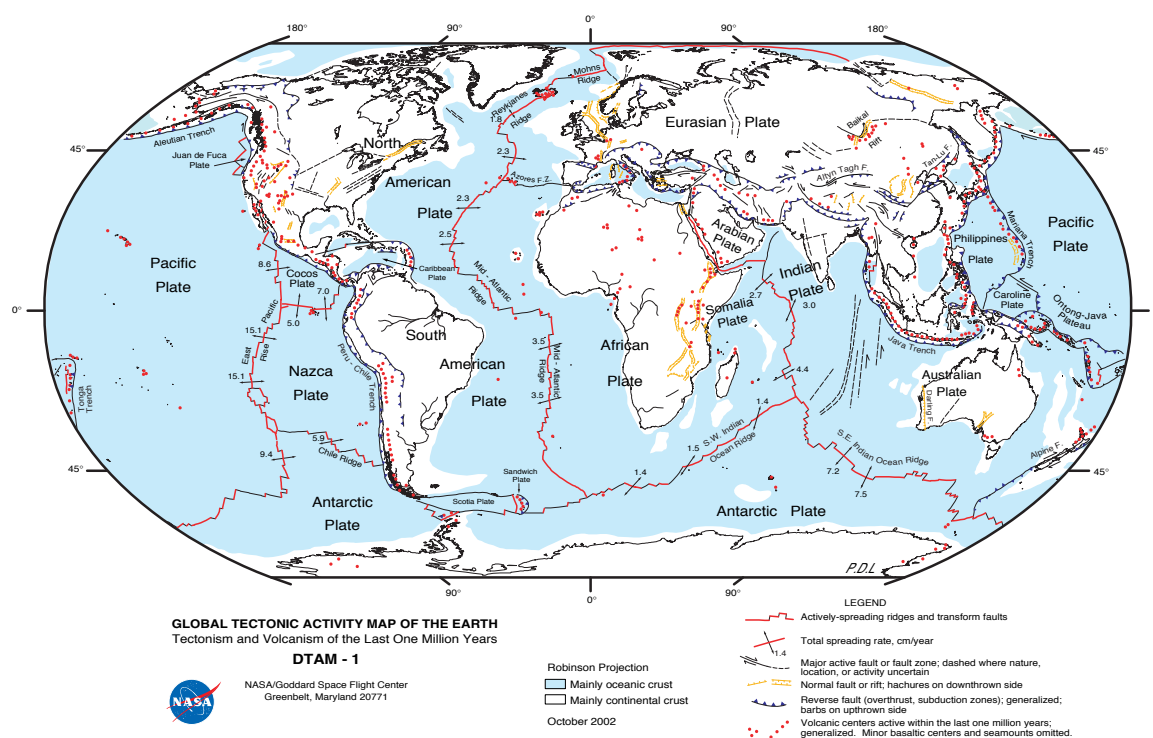 180°
90°
0°
90°
180°
Mohns
Ridge
Reykjanes
Ridge
1.8
Aleutian Trench
45°
Juan de Fuca
Plate
North
American
Plate
2.3
Azores F.Z.
2.3
2.5
Eurasian Plate
Baikal
Rift
Altyn Tagh F.
Tan-Lu F.
45°
Pacific
Plate
8.6
Cocos
Plate
7.0
5.0
Caribbean
Plate
Mid-Atlantic
Ridge
Arabian
Plate
Indian
Plate
2.7
3.0
Somalia
Plate
Philippines
Plate
Mariana Trench
Pacific
Plate
Caroline
Plate
Ontong-Java
Plateau
0°
Pacific
East
Rise
15.1
15.1
Nazca
Plate
Peru - Chile Trench
South
American
Plate
3.5
Mid - Atlantic
Ridge
3.5
African
Plate
4.4
Java Trench
Australian
Plate
Darling F.
Tonga
Trench
5.9
Chile Ridge
9.4
45°
1.4
S.W. Indian
Ocean Ridge
1.5
1.4
S.E. Indian Ocean Ridge
7.2
7.5
Alpine F.
45°
Antarctic
Plate
Scotia Plate
Sandwich
Plate
Antarctic Plate
P.D.L
90°
0°
90°
GLOBAL TECTONIC ACTIVITY MAP OF THE EARTH
Tectonism and Volcanism of the Last One Million Years
DTAM - 1
NASA
NASA/Goddard Space Flight Center
Greenbelt, Maryland 20771
Robinson Projection
Mainly oceanic crust
Mainly continental crust
October 2002
LEGEND
Actively-spreading ridges and transform faults
Total spreading rate, cm/year
1.4
Major active fault or fault zone; dashed where nature,
location, or activity uncertain
Normal fault or rift; hachures on downthrown side
Reverse fault (overthrust, subduction zones); generalized;
barbs on upthrown side
Volcanic centers active within the last one million years;
generalized. Minor basaltic centers and seamounts omitted.